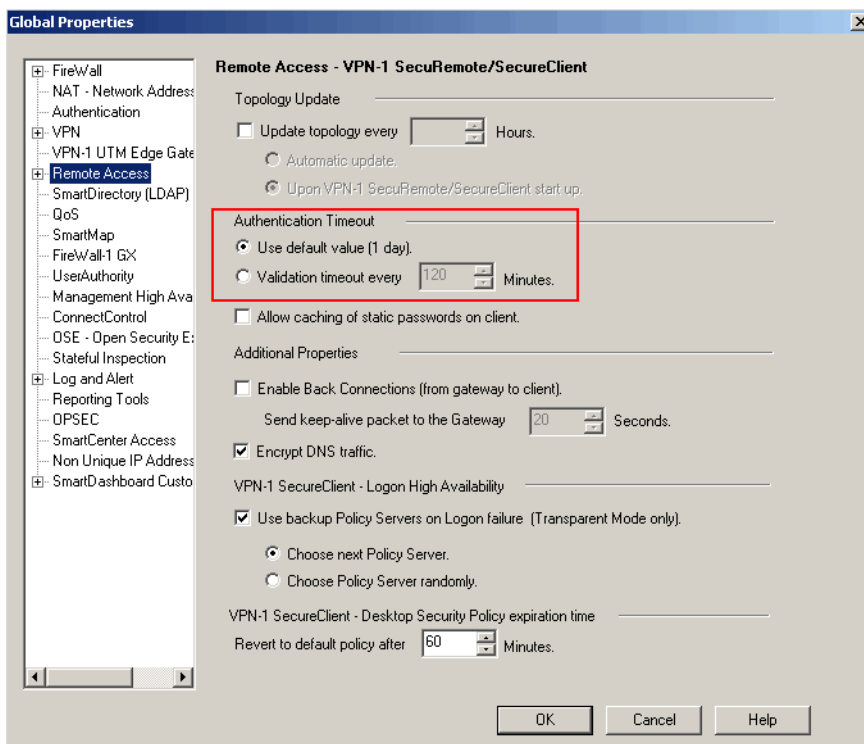 Global Properties
FireWall
NAT - Network Address
Authentication
VPN
VPN-1 UTM Edge Gate
Remote Access
SmartDirectory (LDAP)
QoS
SmartMap
FireWall-1 GX
UserAuthority
Management High Ava
ConnectControl
OSE - Open Security E
Stateful Inspection
Log and Alert
Reporting Tools
OPSEC
SmartCenter Access
Non Unique IP Address
SmartDashboard Custo
Remote Access - VPN-1 SecuRemote/SecureClient
Topology Update
Update topology every Hours.
Automatic update.
Upon VPN-1 SecuRemote/SecureClient start up.
Authentication Timeout
Use default value (1 day).
Validation timeout every 120 Minutes.
Allow caching of static passwords on client.
Additional Properties
Enable Back Connections (from gateway to client).
Send keep-alive packet to the Gateway 20 Seconds.
Encrypt DNS traffic.
VPN-1 SecureClient - Logon High Availability
Use backup Policy Servers on Logon failure (Transparent Mode only).
Choose next Policy Server.
Choose Policy Server randomly.
VPN-1 SecureClient - Desktop Security Policy expiration time
Revert to default policy after 60 Minutes.
OK Cancel Help